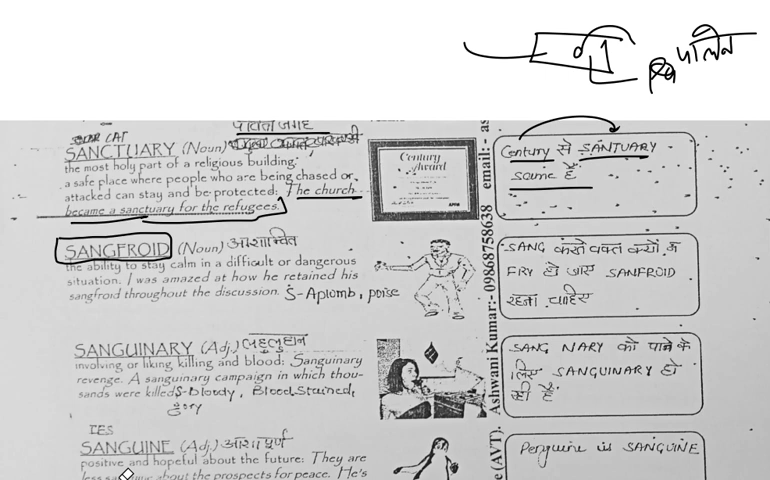 पवित्र जगह
SANCTUARY (Noun)
the most holy part of a religious building;
a safe place where people who are being chased or
attacked can stay and be protected: The church
became a sanctuary for the refugees.
Century
Award
Century से SANTUARY
same है
SANGFROID (Noun)
the ability to stay calm in a difficult or dangerous
situation. I was amazed at how he retained his
sangfroid throughout the discussion. S-Aplomb, poise
SANG करते वक्त क्यों न
FRY हो जाए SANFROID
रहना चाहिए
SANGUINARY (Adj.) लहूलुहान
involving or liking killing and blood: Sanguinary
revenge. A sanguinary campaign in which thou-
sands were killed S-Bloody, Blood Stained,
gory
SANG NARY को पाने के
लिए SANGUINARY हो
Ashwani Kumar:- 09868758638 email:- as
CES
SANGUINE (Adj.) आशापूर्ण
positive and hopeful about the future: They are
about the prospects for peace. He's
Penguine is SANGUINE
e (AVT).